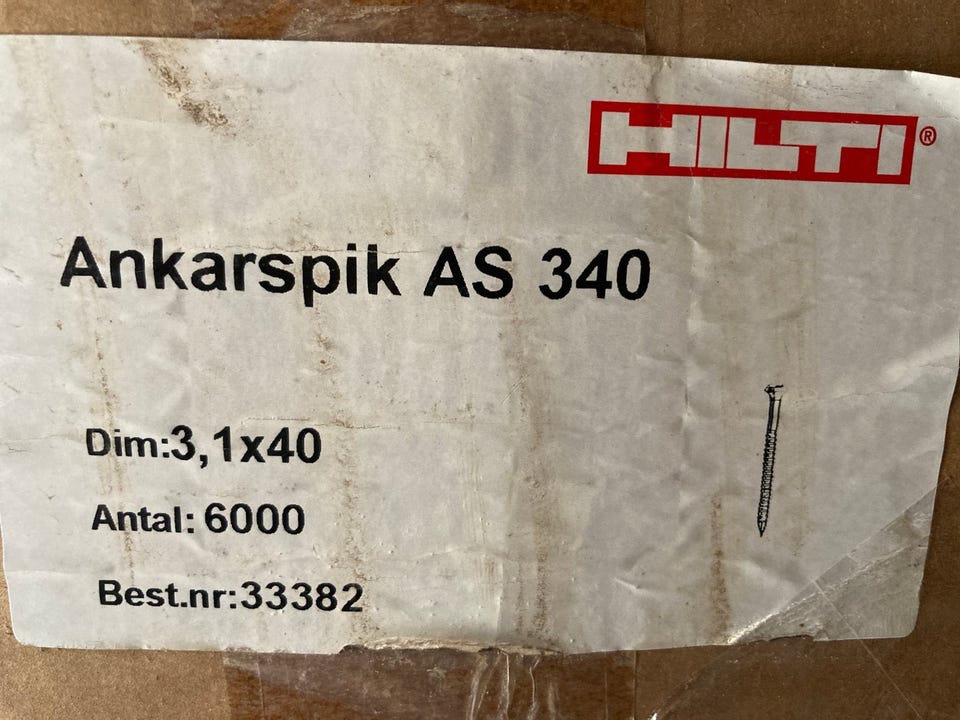 HILTI®
Ankarspik AS 340
Dim:3,1x40
Antal: 6000
Best.nr:33382